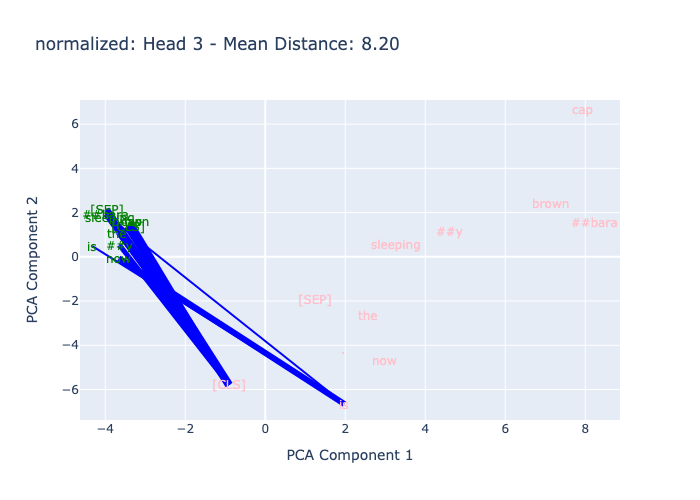 normalized: Head 3 - Mean Distance: 8.20
cap
brown
##bara
##y
sleeping
[SEP]
the
now
[CLS]
is
[SEP]
sleeping
the
is
##y
now
6
4
2
0
−2
−4
−6
−4
−2
0
2
4
6
8
PCA Component 1
PCA Component 2